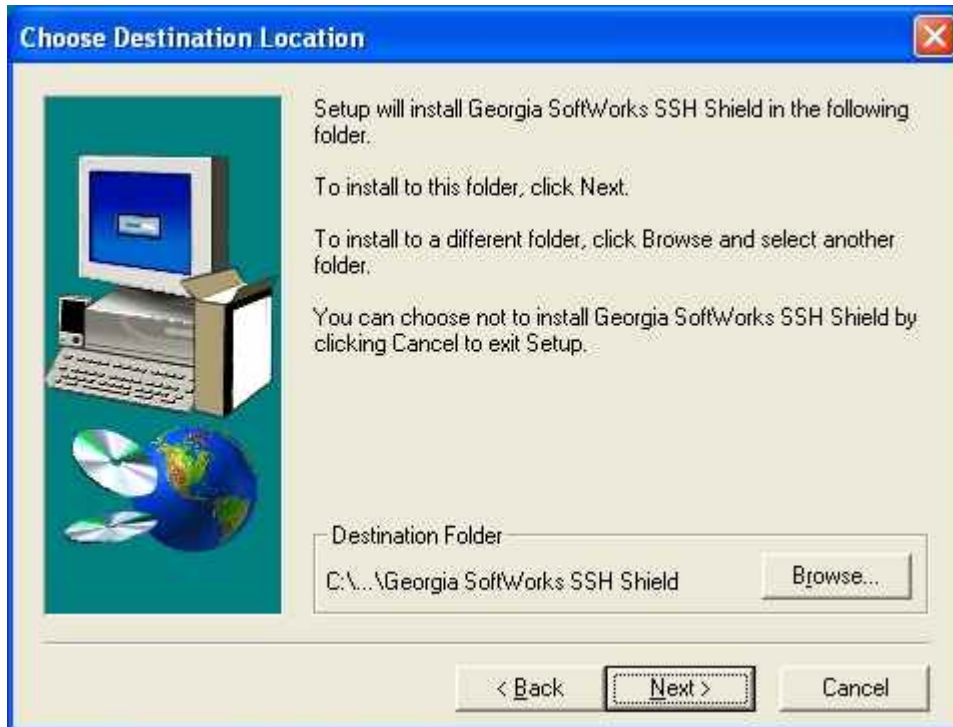 Choose Destination Location
Setup will install Georgia SoftWorks SSH Shield in the following
folder.
To install to this folder, click Next.
To install to a different folder, click Browse and select another
folder.
You can choose not to install Georgia SoftWorks SSH Shield by
clicking Cancel to exit Setup.
Destination Folder
C:\...\Georgia SoftWorks SSH Shield
Browse...
< Back
Next >
Cancel